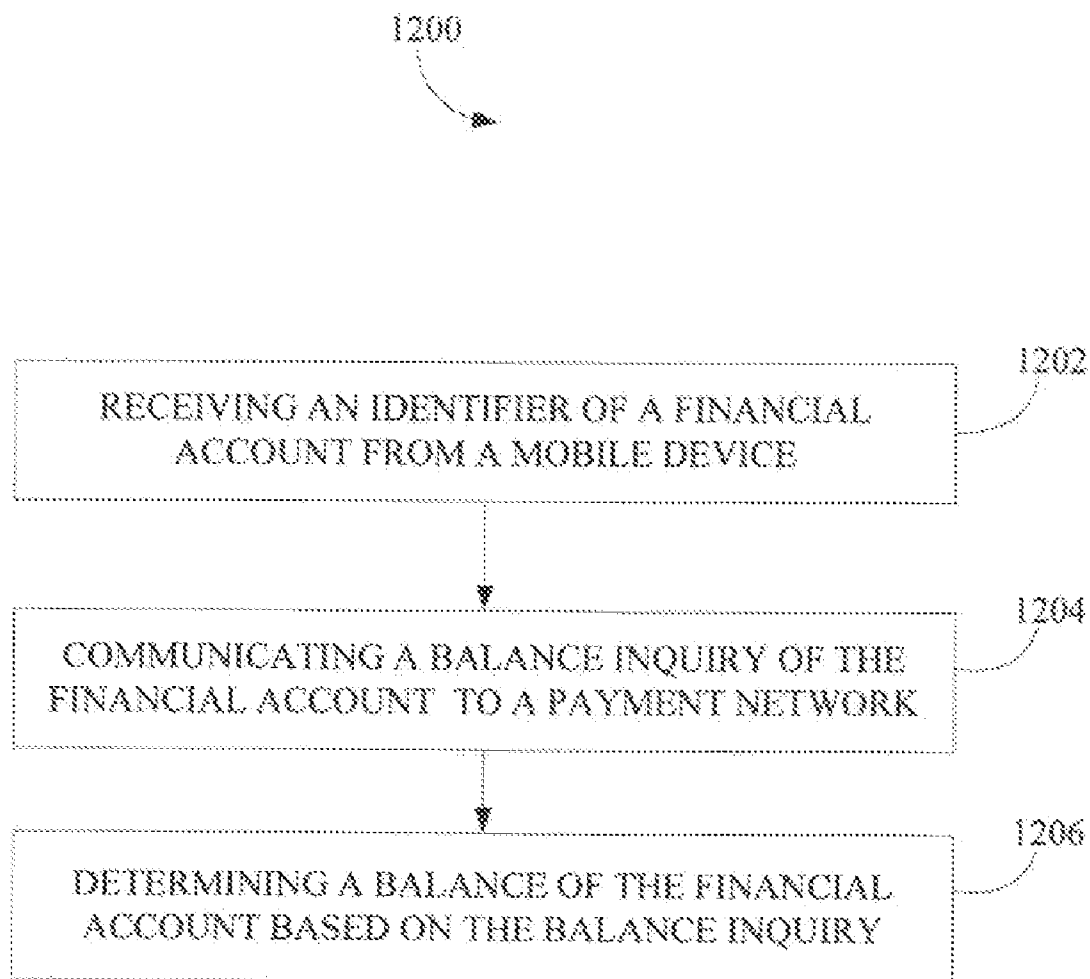 1200
1202
RECEIVING AN IDENTIFIER OF A FINANCIAL
ACCOUNT FROM A MOBILE DEVICE
1204
COMMUNICATING A BALANCE INQUIRY OF THE
FINANCIAL ACCOUNT TO A PAYMENT NETWORK
1206
DETERMINING A BALANCE OF THE FINANCIAL
ACCOUNT BASED ON THE BALANCE INQUIRY